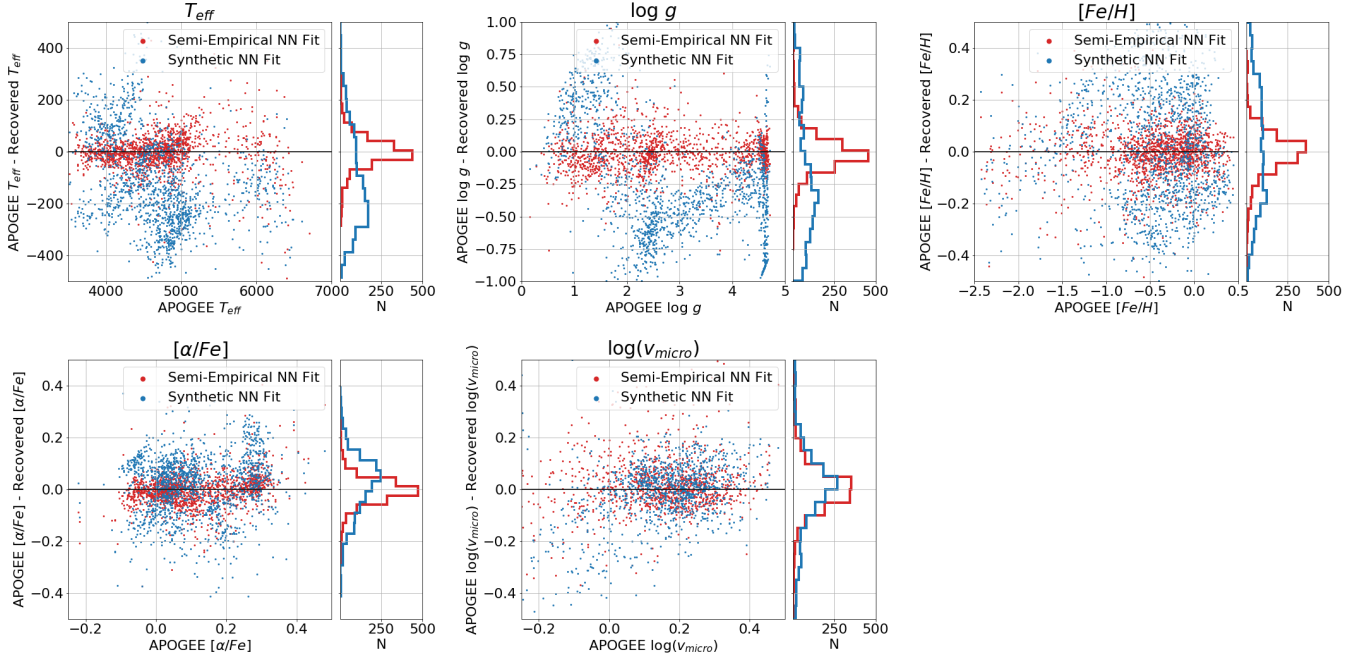 T_eff
APOGEE T_eff - Recovered T_eff
400
200
0
−200
−400
Semi-Empirical NN Fit
Synthetic NN Fit
4000 5000 6000 7000
250 500
APOGEE T_eff
N
log g
APOGEE log g - Recovered log g
1.00
0.75
0.50
0.25
0.00
−0.25
−0.50
−0.75
−1.00
Semi-Empirical NN Fit
Synthetic NN Fit
0 1 2 3 4 5
250 500
APOGEE log g
N
[Fe/H]
APOGEE [Fe/H] - Recovered [Fe/H]
0.4
0.2
0.0
−0.2
−0.4
Semi-Empirical NN Fit
Synthetic NN Fit
−2.5 −2.0 −1.5 −1.0 −0.5 0.0 0.5
250 500
APOGEE [Fe/H]
N
[α/Fe]
APOGEE [α/Fe] - Recovered [α/Fe]
0.4
0.2
0.0
−0.2
−0.4
Semi-Empirical NN Fit
Synthetic NN Fit
−0.2 0.0 0.2 0.4
250 500
APOGEE [α/Fe]
N
log(v_micro)
APOGEE log(v_micro) - Recovered log(v_micro)
0.4
0.2
0.0
−0.2
−0.4
Semi-Empirical NN Fit
Synthetic NN Fit
−0.2 0.0 0.2 0.4
250 500
APOGEE log(v_micro)
N